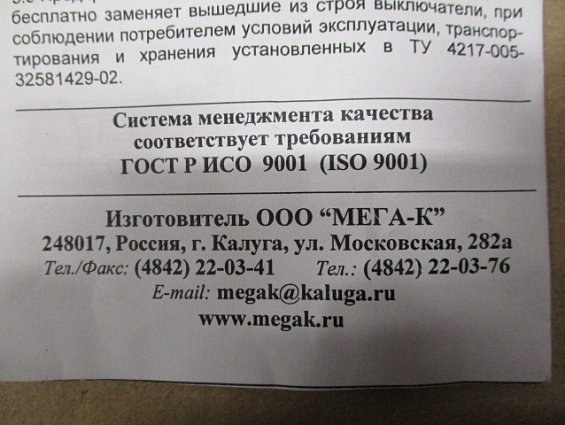 бесплатно заменяет вышедшие из строя выключатели, при
соблюдении потребителем условий эксплуатации, транспор-
тирования и хранения установленных в ТУ 4217-005-
32581429-02.
Система менеджмента качества
соответствует требованиям
ГОСТ Р ИСО 9001 (ISO 9001)
Изготовитель ООО “МЕГА-К”
248017, Россия, г. Калуга, ул. Московская, 282а
Тел./Факс: (4842) 22-03-41 Тел.: (4842) 22-03-76
E-mail: megak@kaluga.ru
www.megak.ru